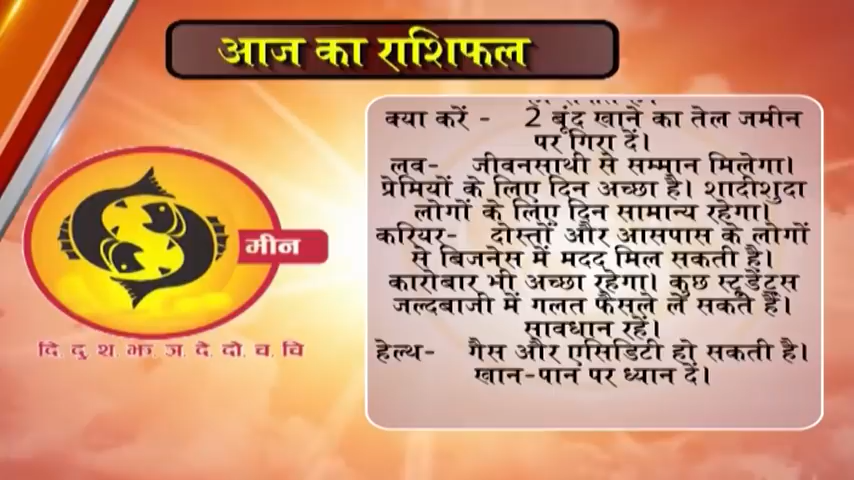 आज का राशिफल
क्या करें - 2 बूंद खाने का तेल जमीन
पर गिरा दें।
लव- जीवनसाथी से सम्मान मिलेगा।
प्रेमियों के लिए दिन अच्छा है। शादीशुदा
लोगों के लिए दिन सामान्य रहेगा।
करियर- दोस्तों और आसपास के लोगों
से बिजनेस में मदद मिल सकती है।
कारोबार भी अच्छा रहेगा। कुछ स्टूडेंट्स
जल्दबाजी में गलत फैसले ले सकते हैं।
सावधान रहें।
हेल्थ- गैस और एसिडिटी हो सकती है।
खान-पान पर ध्यान दें।
मीन
दि. दु. श. झ. ञ. दे. दो. च. चि